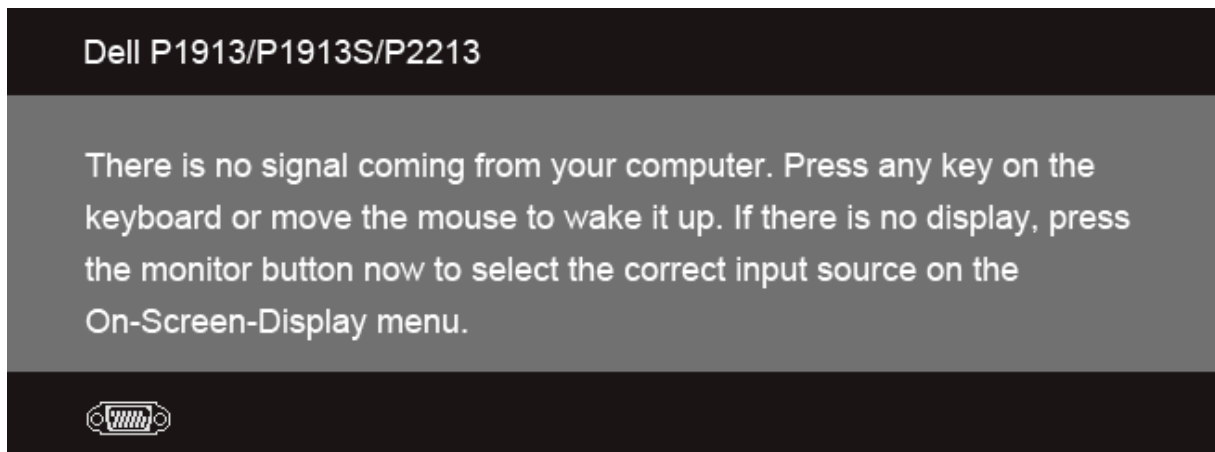 Dell P1913/P1913S/P2213
There is no signal coming from your computer. Press any key on the
keyboard or move the mouse to wake it up. If there is no display, press
the monitor button now to select the correct input source on the
On-Screen-Display menu.